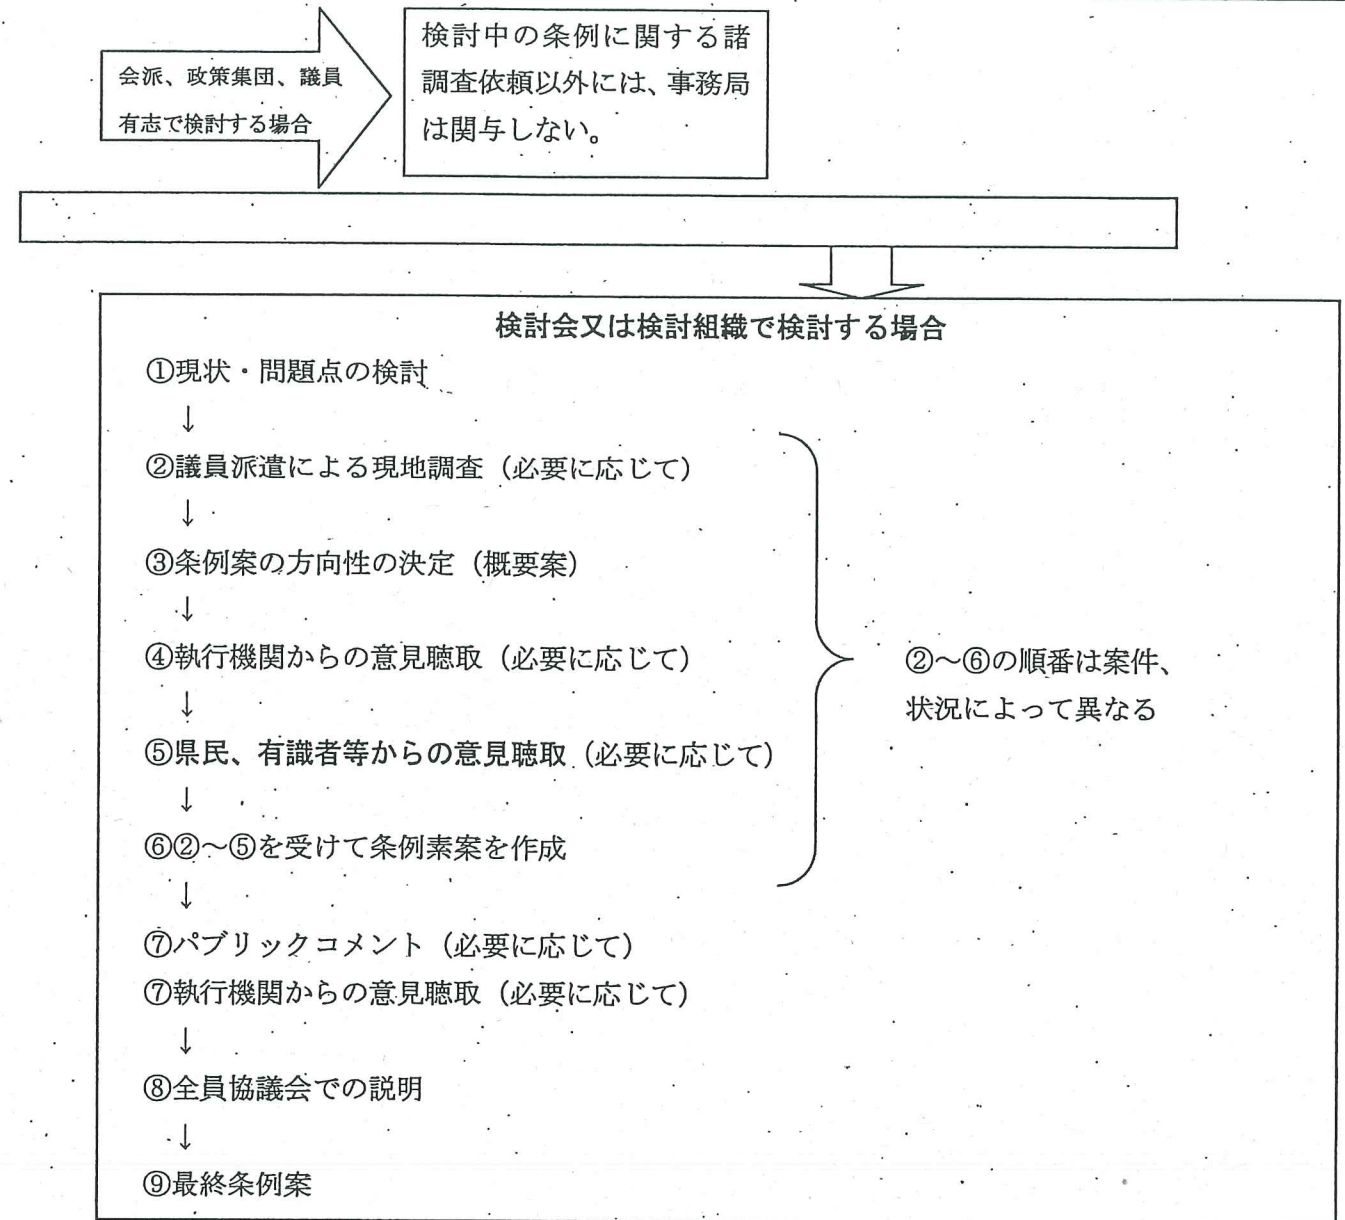 会派、政策集団、議員
有志で検討する場合
検討中の条例に関する諸
調査依頼以外には、事務局
は関与しない。
検討会又は検討組織で検討する場合
①現状・問題点の検討
↓
②議員派遣による現地調査（必要に応じて）
↓
③条例案の方向性の決定（概要案）
↓
④執行機関からの意見聴取（必要に応じて）
↓
⑤県民、有識者等からの意見聴取（必要に応じて）
↓
⑥②～⑤を受けて条例素案を作成
↓
②～⑥の順番は案件、
状況によって異なる
⑦パブリックコメント（必要に応じて）
⑦執行機関からの意見聴取（必要に応じて）
↓
⑧全員協議会での説明
↓
⑨最終条例案